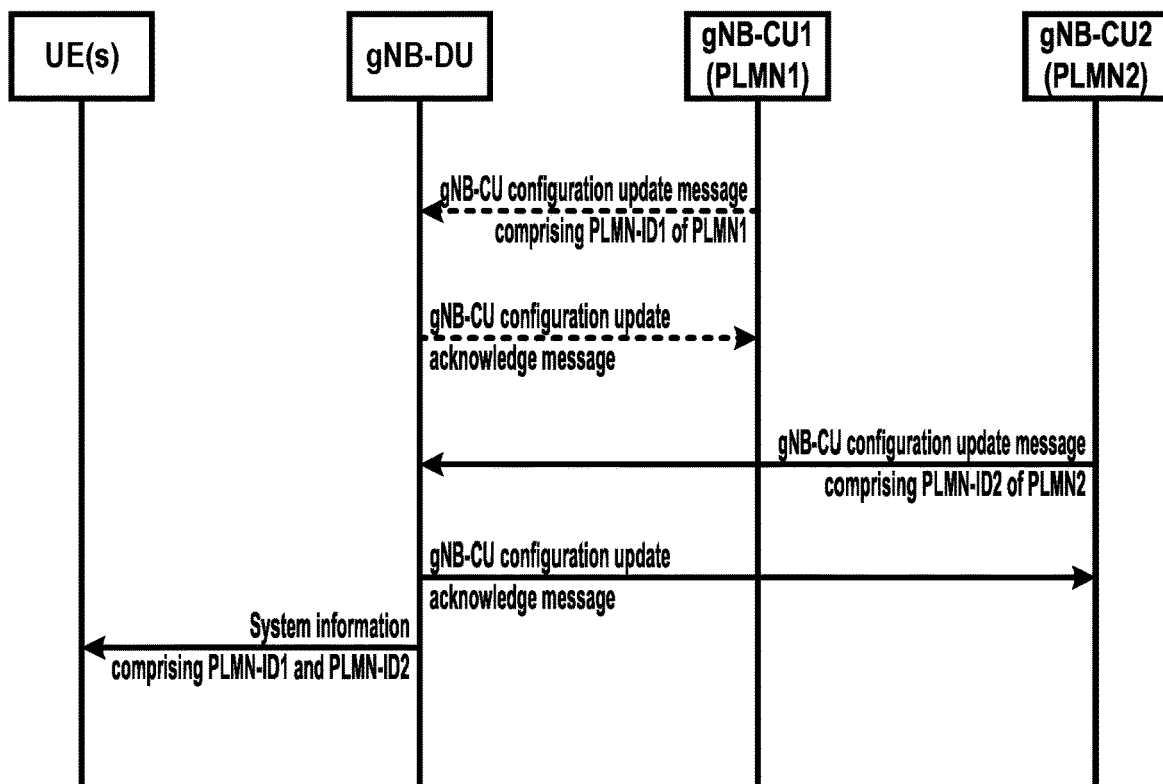 UE(s)
gNB-DU
gNB-CU1
(PLMN1)
gNB-CU2
(PLMN2)
gNB-CU configuration update message
comprising PLMN-ID1 of PLMN1
gNB-CU configuration update
acknowledge message
gNB-CU configuration update message
comprising PLMN-ID2 of PLMN2
gNB-CU configuration update
acknowledge message
System information
comprising PLMN-ID1 and PLMN-ID2